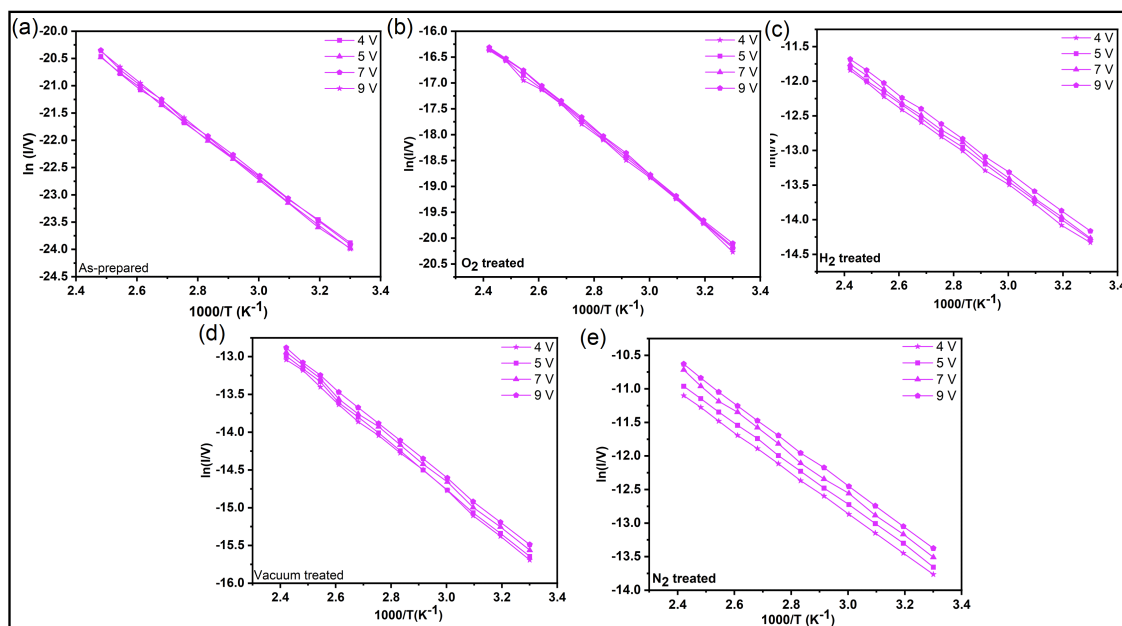 (a)
-20.0
-20.5
-21.0
-21.5
-22.0
-22.5
-23.0
-23.5
-24.0
-24.5
ln (I/V)
4 V
5 V
7 V
9 V
As-prepared
2.4 2.6 2.8 3.0 3.2 3.4
1000/T (K⁻¹)
(b)
-16.0
-16.5
-17.0
-17.5
-18.0
-18.5
-19.0
-19.5
-20.0
-20.5
ln(I/V)
4 V
5 V
7 V
9 V
O₂ treated
2.4 2.6 2.8 3.0 3.2 3.4
1000/T(K⁻¹)
(c)
-11.5
-12.0
-12.5
-13.0
-13.5
-14.0
-14.5
ln(I/V)
4 V
5 V
7 V
9 V
H₂ treated
2.4 2.6 2.8 3.0 3.2 3.4
1000/T(K⁻¹)
(d)
-13.0
-13.5
-14.0
-14.5
-15.0
-15.5
-16.0
ln(I/V)
4 V
5 V
7 V
9 V
Vacuum treated
2.4 2.6 2.8 3.0 3.2 3.4
1000/T (K⁻¹)
(e)
-10.5
-11.0
-11.5
-12.0
-12.5
-13.0
-13.5
-14.0
ln(I/V)
4 V
5 V
7 V
9 V
N₂ treated
2.4 2.6 2.8 3.0 3.2 3.4
1000/T (K⁻¹)